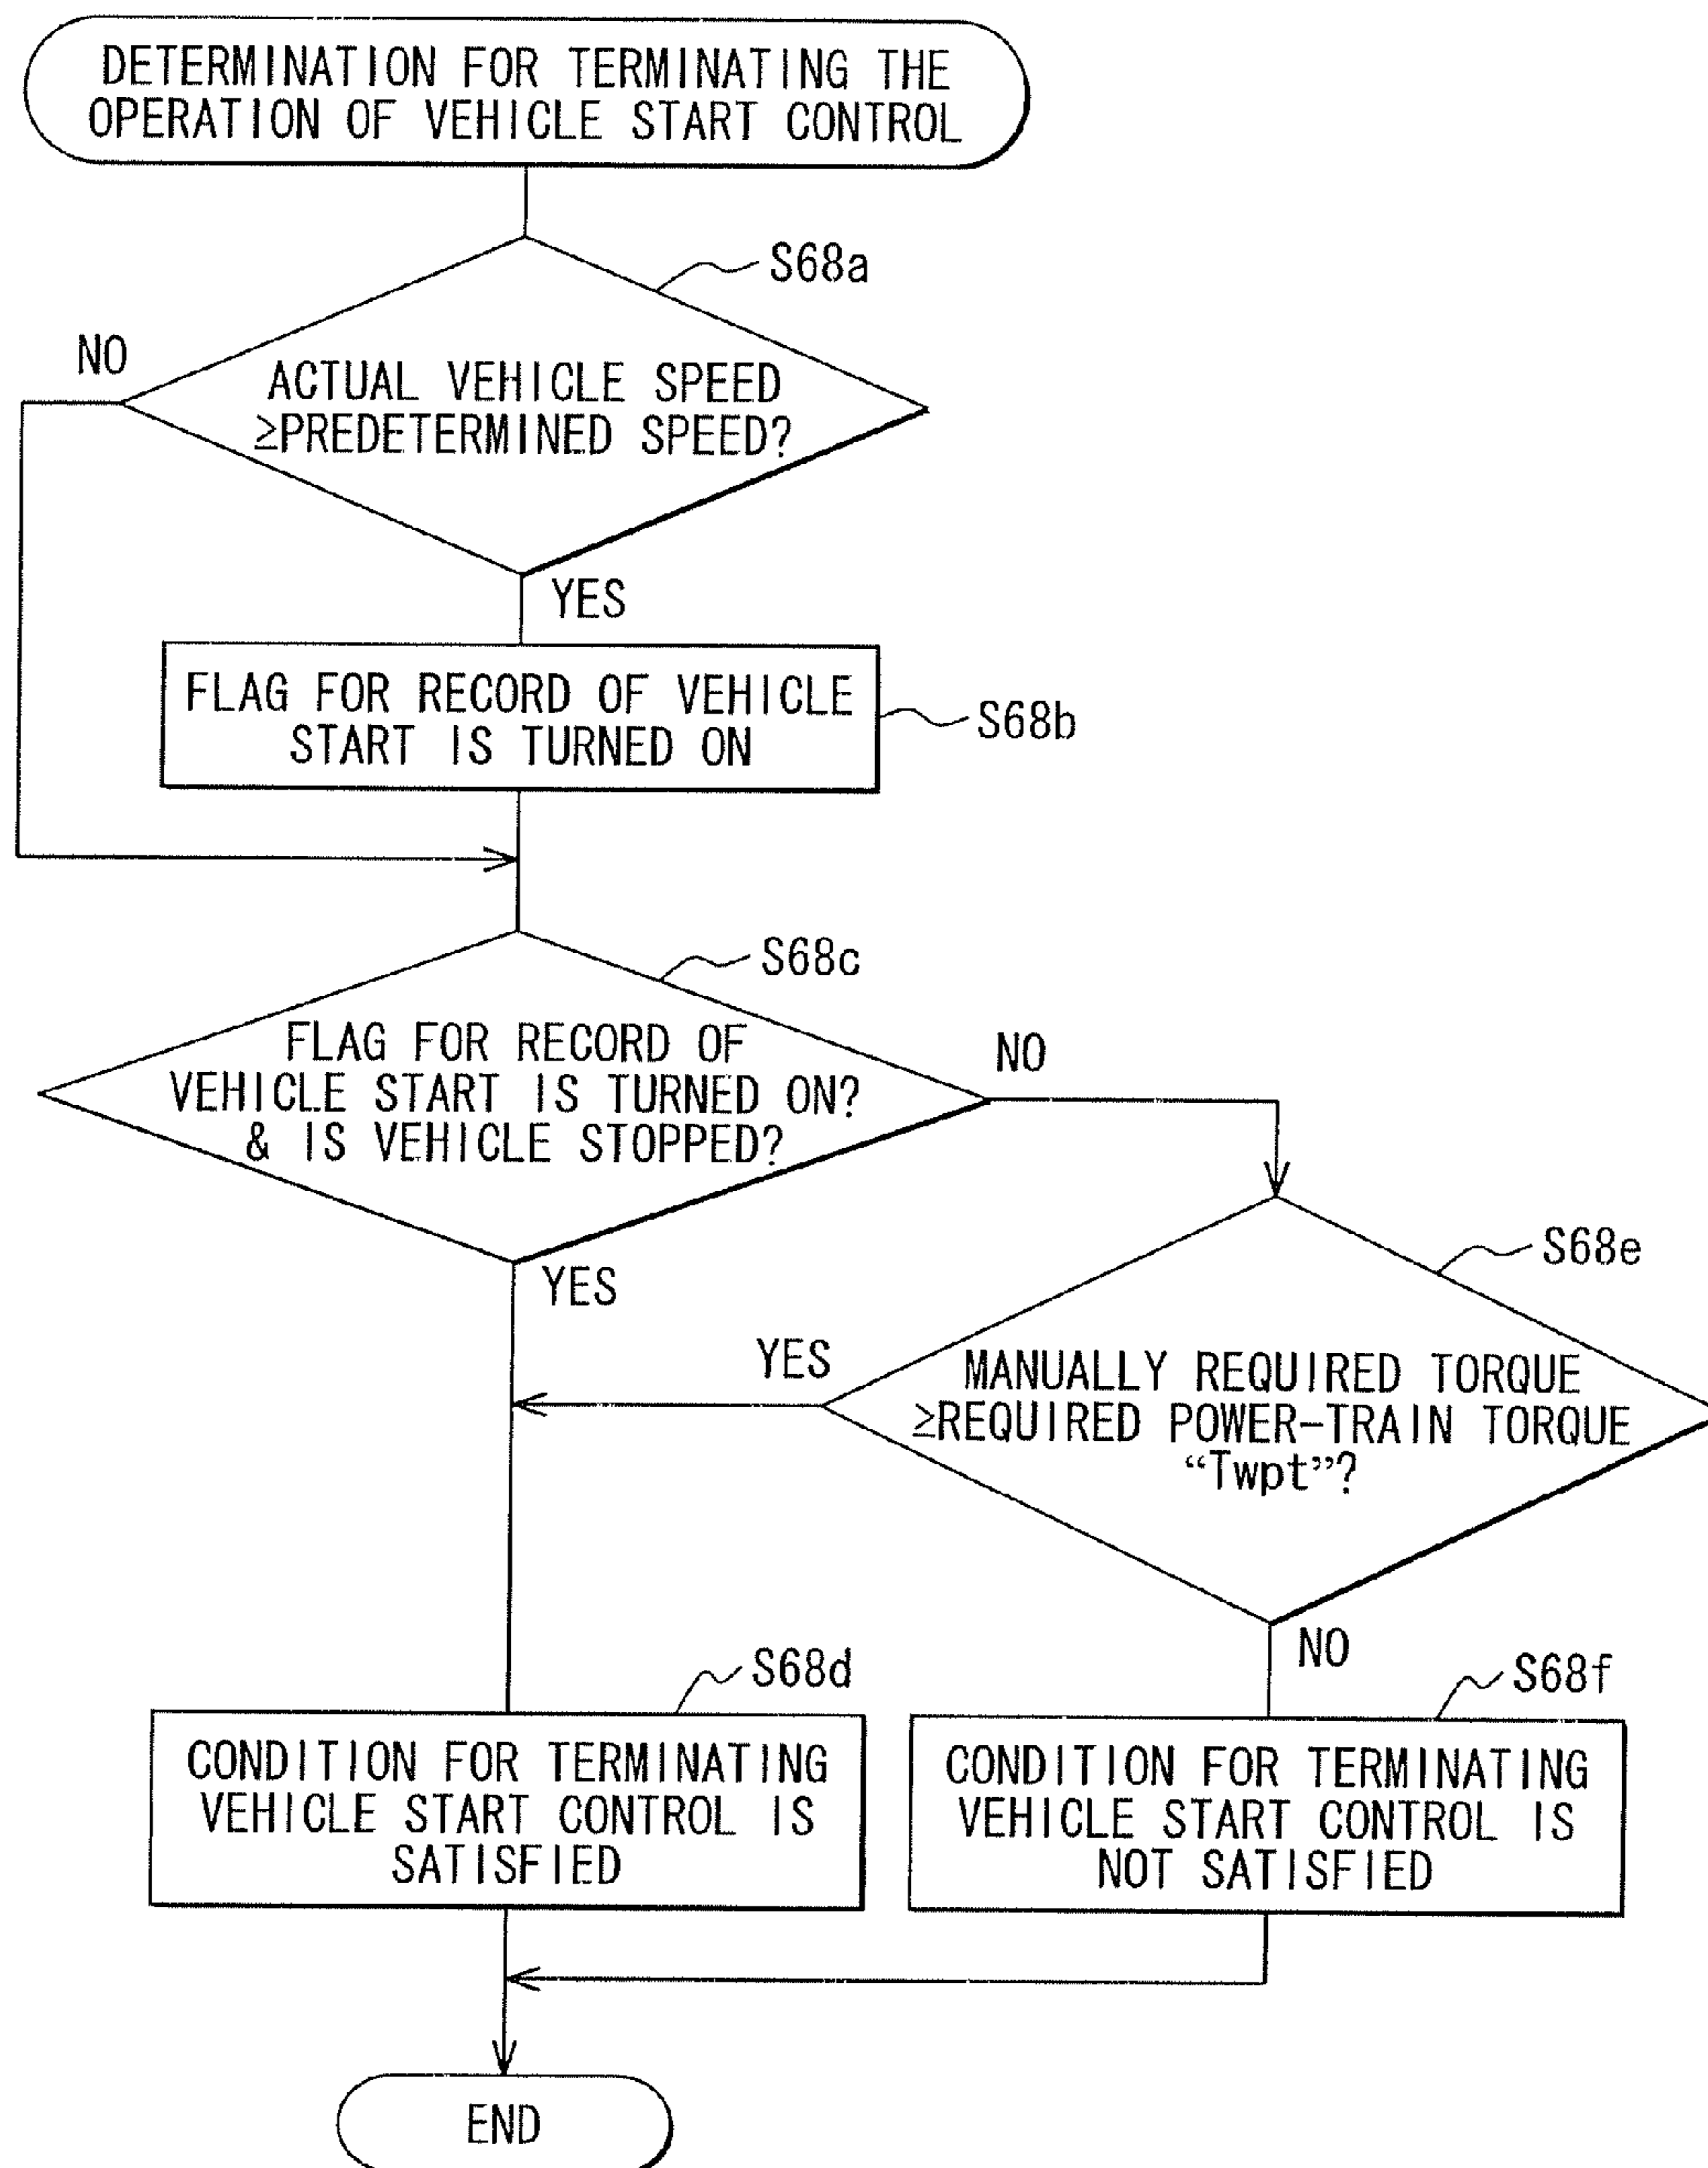 DETERMINATION FOR TERMINATING THE
OPERATION OF VEHICLE START CONTROL
S68a
NO
ACTUAL VEHICLE SPEED
≥PREDETERMINED SPEED?
YES
FLAG FOR RECORD OF VEHICLE
START IS TURNED ON
S68b
S68c
FLAG FOR RECORD OF
VEHICLE START IS TURNED ON?
& IS VEHICLE STOPPED?
NO
YES
S68e
YES
MANUALLY REQUIRED TORQUE
≥REQUIRED POWER-TRAIN TORQUE
“Twpt”?
NO
S68d
CONDITION FOR TERMINATING
VEHICLE START CONTROL IS
SATISFIED
S68f
CONDITION FOR TERMINATING
VEHICLE START CONTROL IS
NOT SATISFIED
END